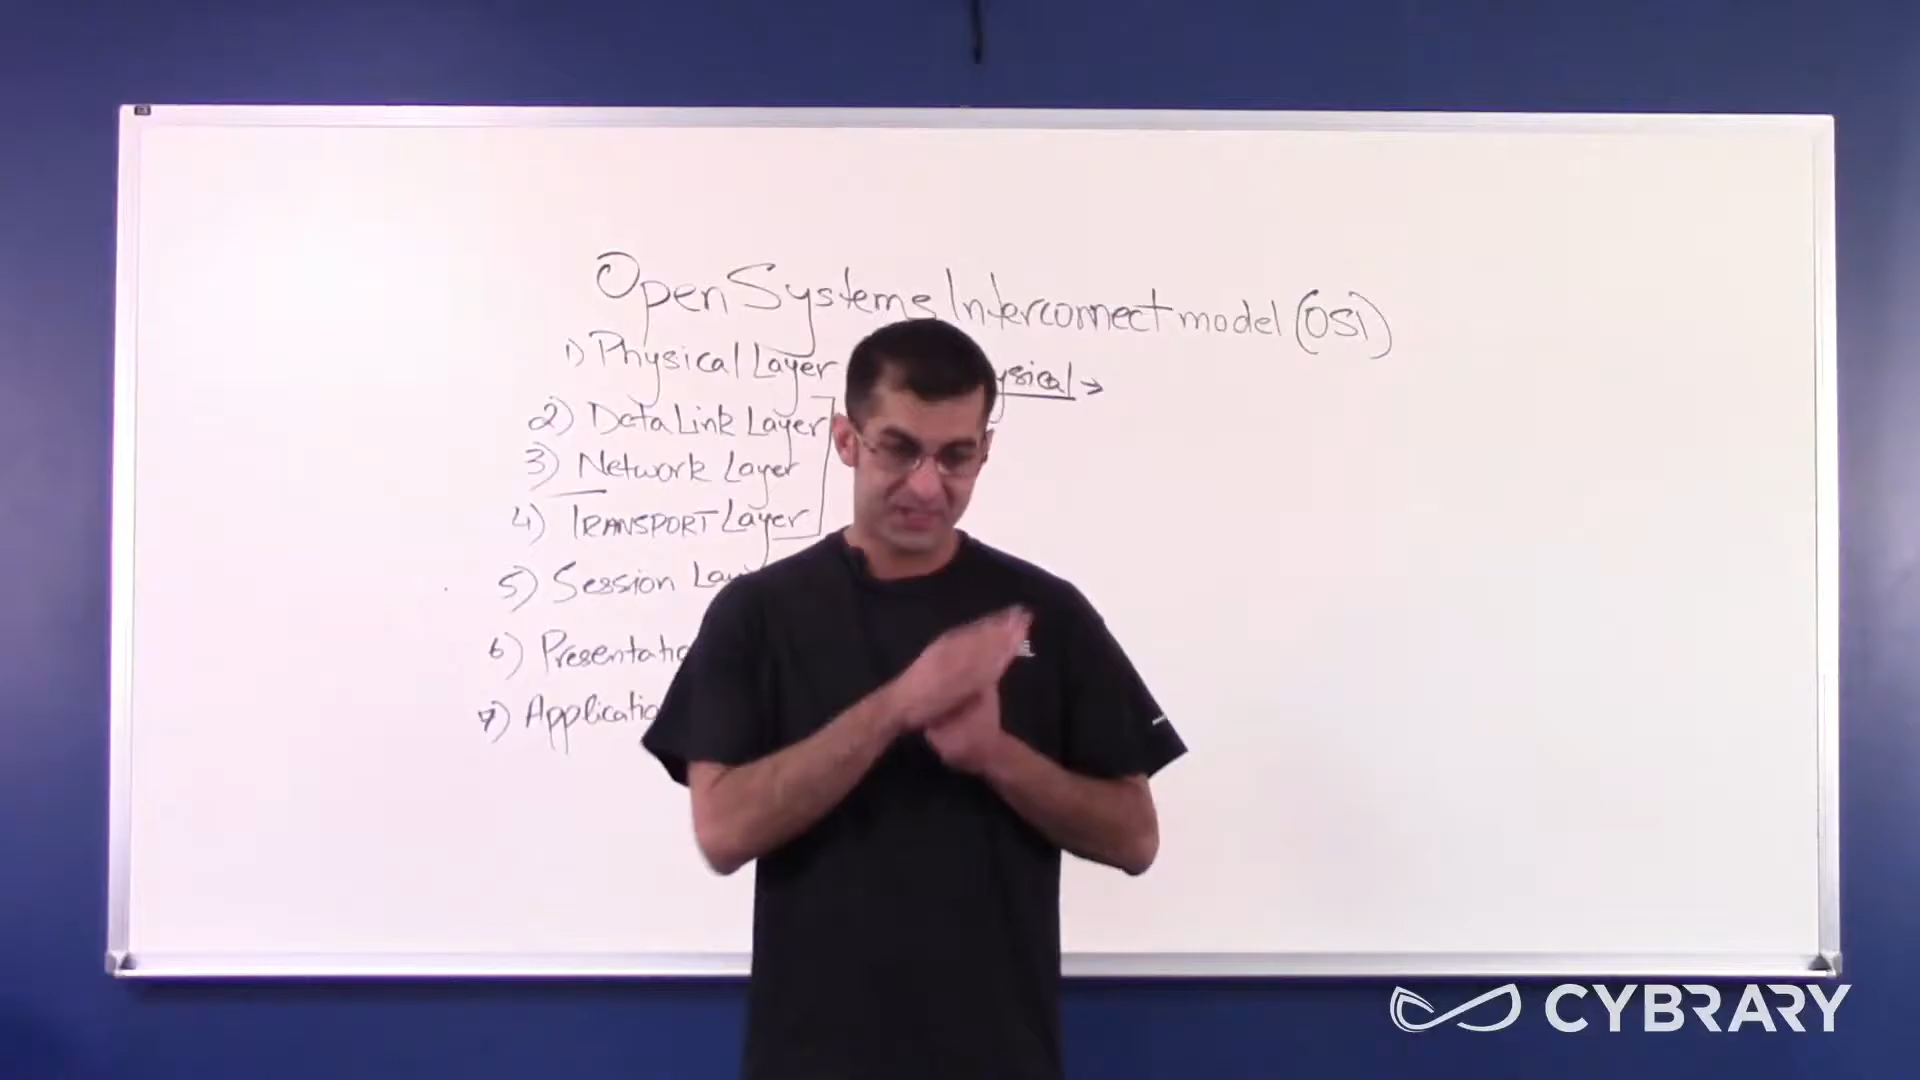 Open Systems Interconnect model (OSI)
1) Physical Layer
ysical →
2) Data Link Layer
3) Network Layer
4) TRANSPORT Layer
5) Session Lay
6) Presentatio
7) Applicatio
CYBRARY